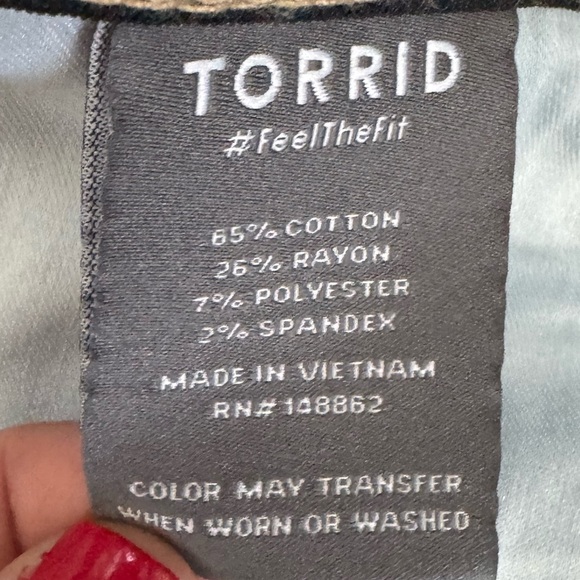 TORRID
#FeelTheFit
65% COTTON
26% RAYON
7% POLYESTER
2% SPANDEX
MADE IN VIETNAM
RN# 148862
COLOR MAY TRANSFER
WHEN WORN OR WASHED